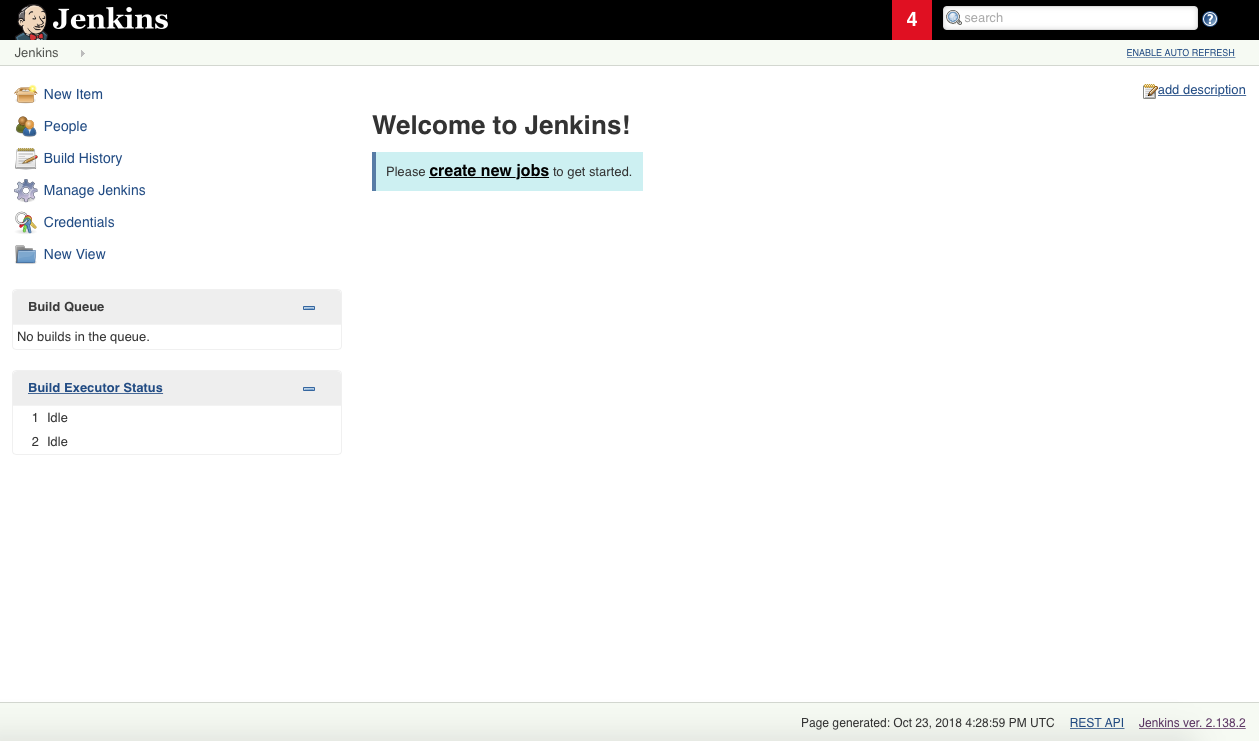 Jenkins
4
search
Jenkins
ENABLE AUTO REFRESH
New Item
People
Build History
Manage Jenkins
Credentials
New View
Build Queue
No builds in the queue.
Build Executor Status
1 Idle
2 Idle
add description
Welcome to Jenkins!
Please create new jobs to get started.
Page generated: Oct 23, 2018 4:28:59 PM UTC REST API Jenkins ver. 2.138.2